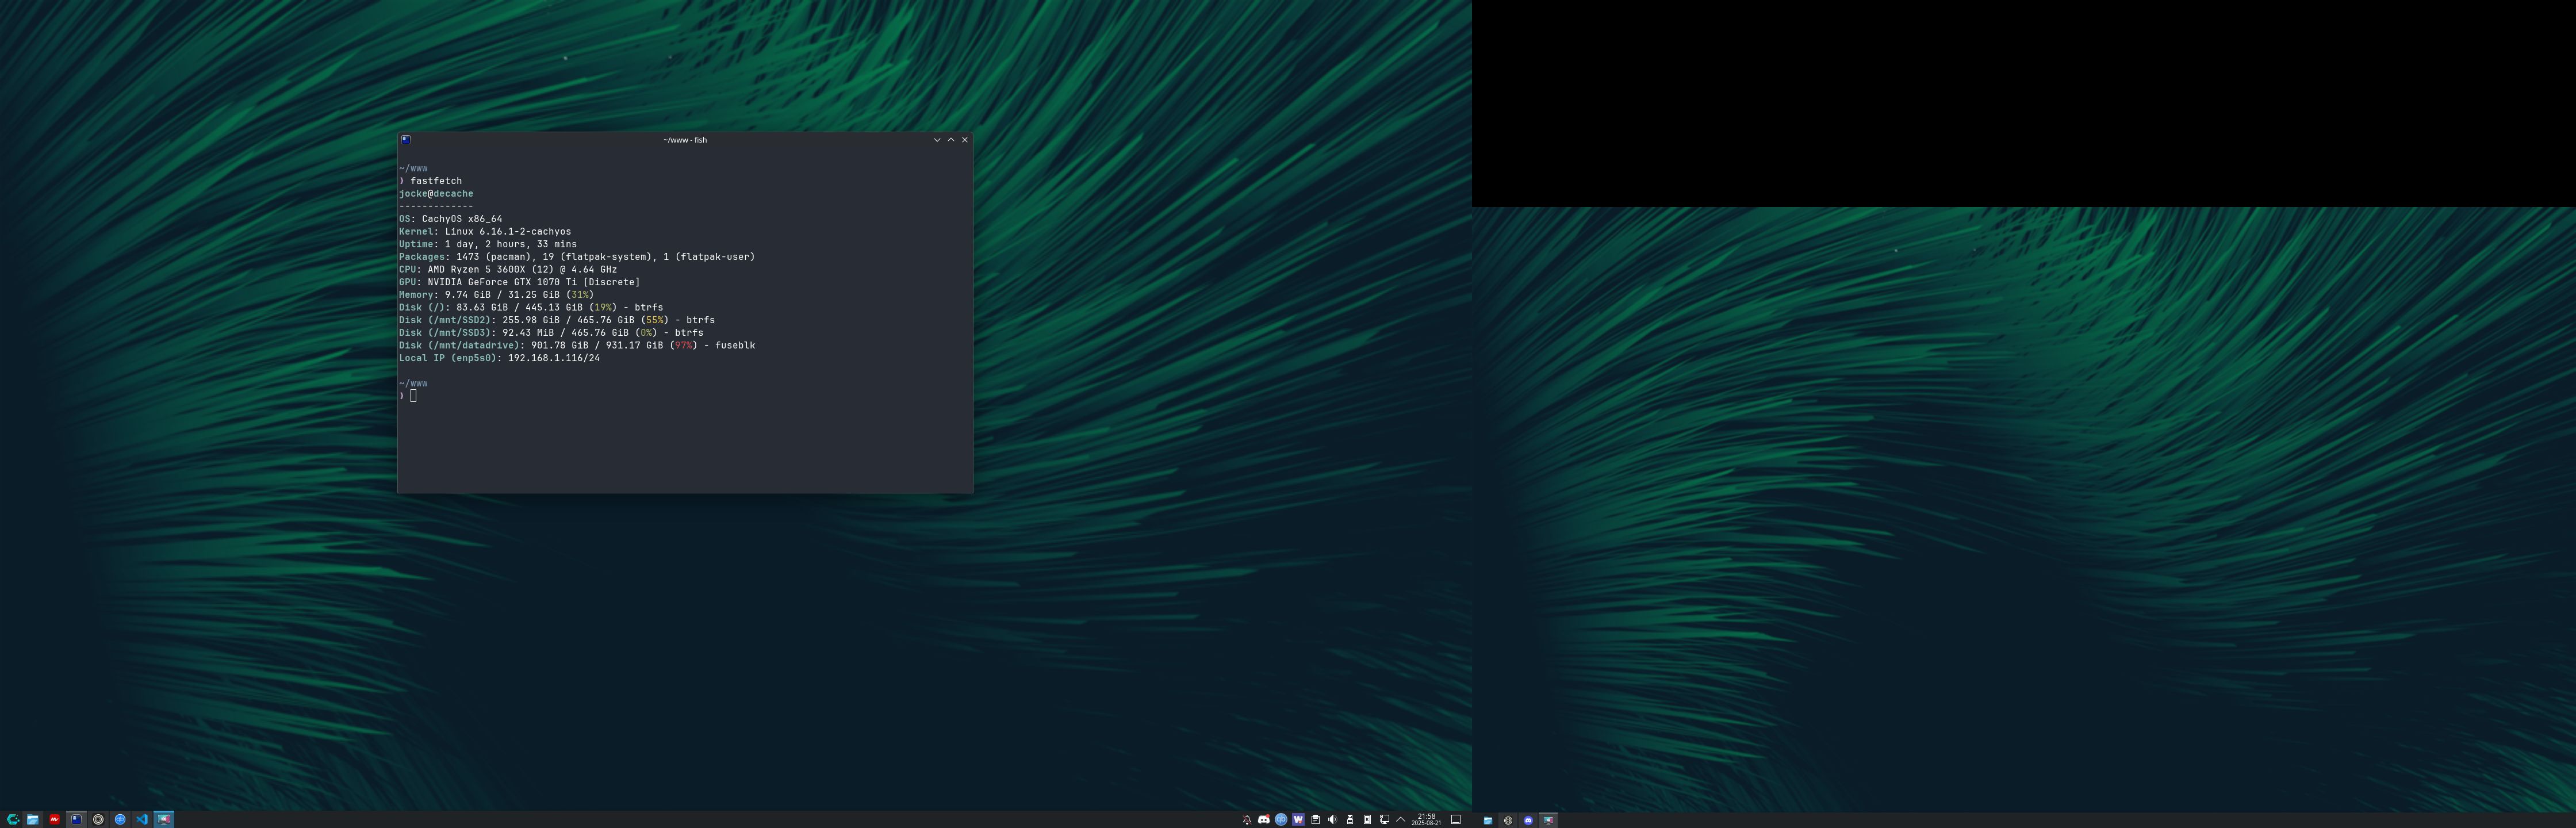 ~/www - fish
~/www
❯ fastfetch
jocke@decache
-------------
OS: CachyOS x86_64
Kernel: Linux 6.16.1-2-cachyos
Uptime: 1 day, 2 hours, 33 mins
Packages: 1473 (pacman), 19 (flatpak-system), 1 (flatpak-user)
CPU: AMD Ryzen 5 3600X (12) @ 4.64 GHz
GPU: NVIDIA GeForce GTX 1070 Ti [Discrete]
Memory: 9.74 GiB / 31.25 GiB (31%)
Disk (/): 83.63 GiB / 445.13 GiB (19%) - btrfs
Disk (/mnt/SSD2): 255.98 GiB / 465.76 GiB (55%) - btrfs
Disk (/mnt/SSD3): 92.43 MiB / 465.76 GiB (0%) - btrfs
Disk (/mnt/datadrive): 901.78 GiB / 931.17 GiB (97%) - fuseblk
Local IP (enp5s0): 192.168.1.116/24
~/www
❯
W
21:58
2025-08-21